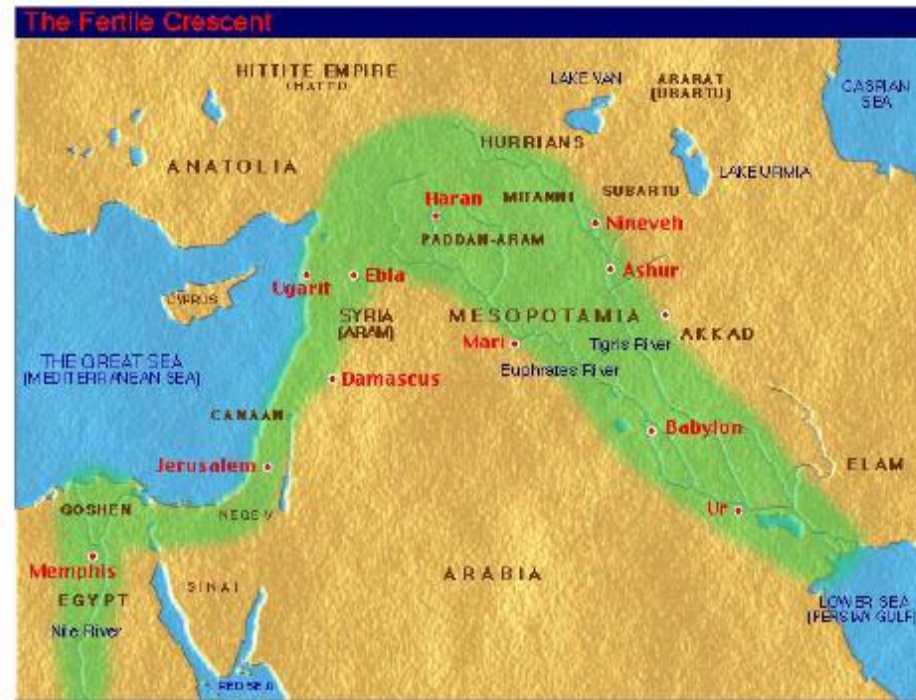 The Fertile Crescent
HITTITE EMPIRE
(HATTI)
LAKE VAN
ARARAT
(UBARTU)
CASPIAN
SEA
HURRIANS
ANATOLIA
LAKE URMIA
SUBARTU
MITANNI
Haran
Nineveh
PADDAN-ARAM
Ashur
Ugarit
Ebla
CYPRUS
SYRIA
(ARAM)
MESOPOTAMIA
AKKAD
Mari
Tigris River
THE GREAT SEA
(MEDITERRANEAN SEA)
Euphrates River
Damascus
CANAAN
Babylon
Jerusalem
ELAM
GOSHEN
NEGEV
Ur
Memphis
SINAI
ARABIA
EGYPT
LOWER SEA
(PERSIAN GULF)
Nile River
RED SEA